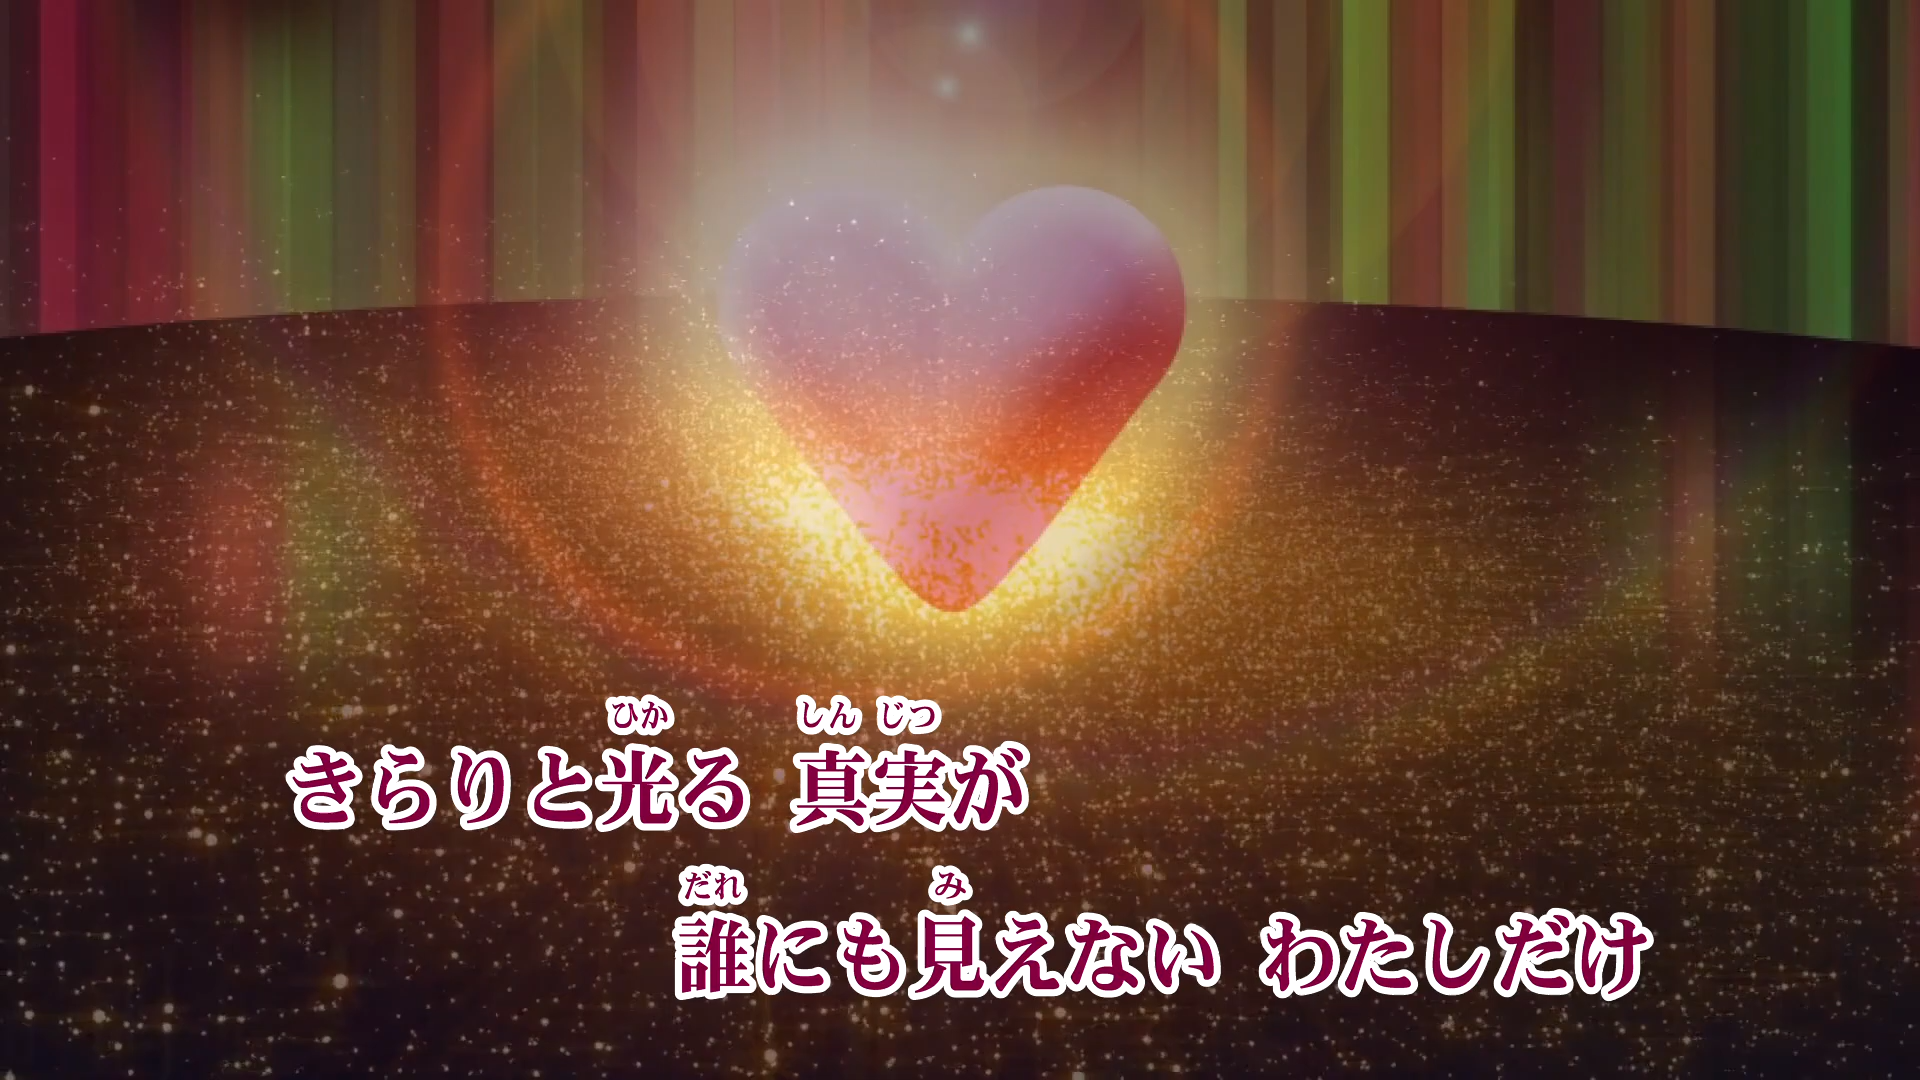 ひか しんじつ
きらりと光る 真実が
だれ み
誰にも見えない わたしだけ